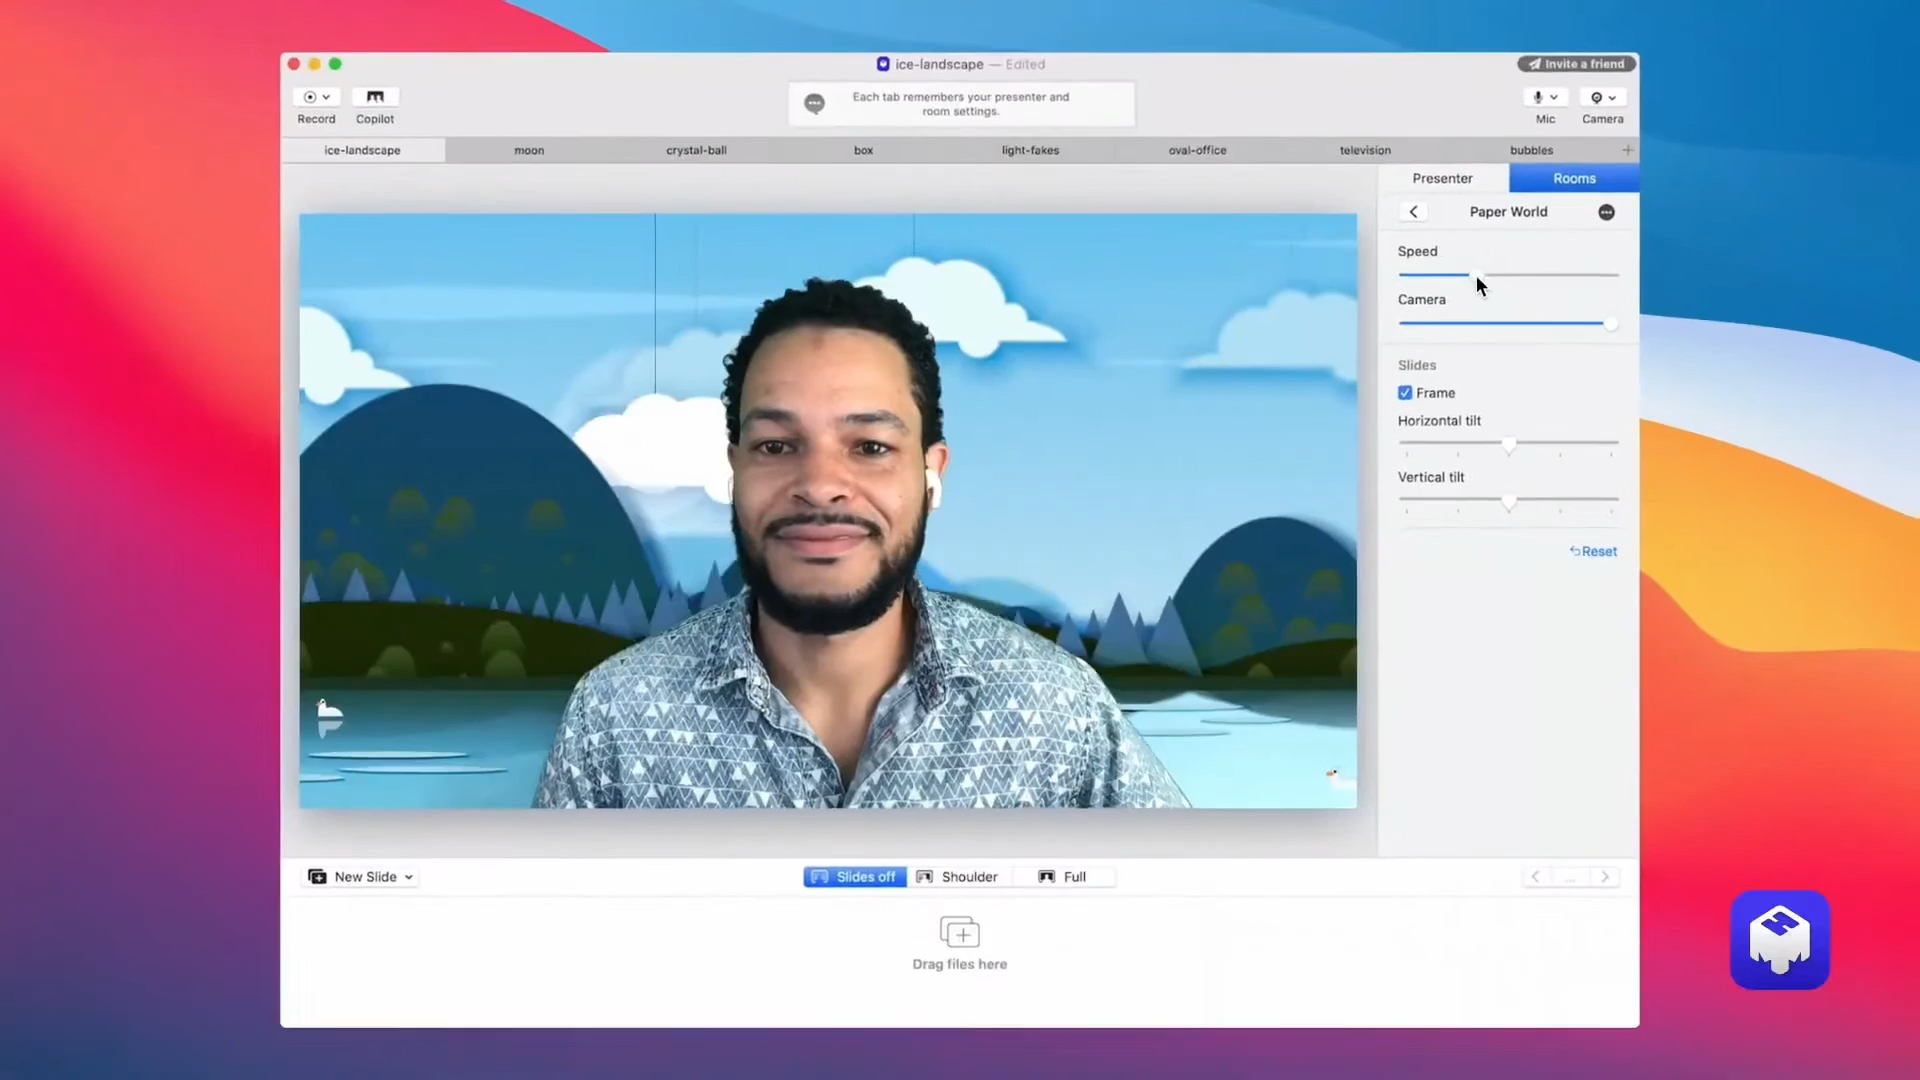 ice-landscape — Edited
Invite a friend
Record
Copilot
Each tab remembers your presenter and
room settings.
Mic
Camera
ice-landscape
moon
crystal-ball
box
light-fakes
oval-office
television
bubbles
Presenter
Rooms
Paper World
Speed
Camera
Slides
Frame
Horizontal tilt
Vertical tilt
Reset
New Slide
Slides off
Shoulder
Full
...
Drag files here